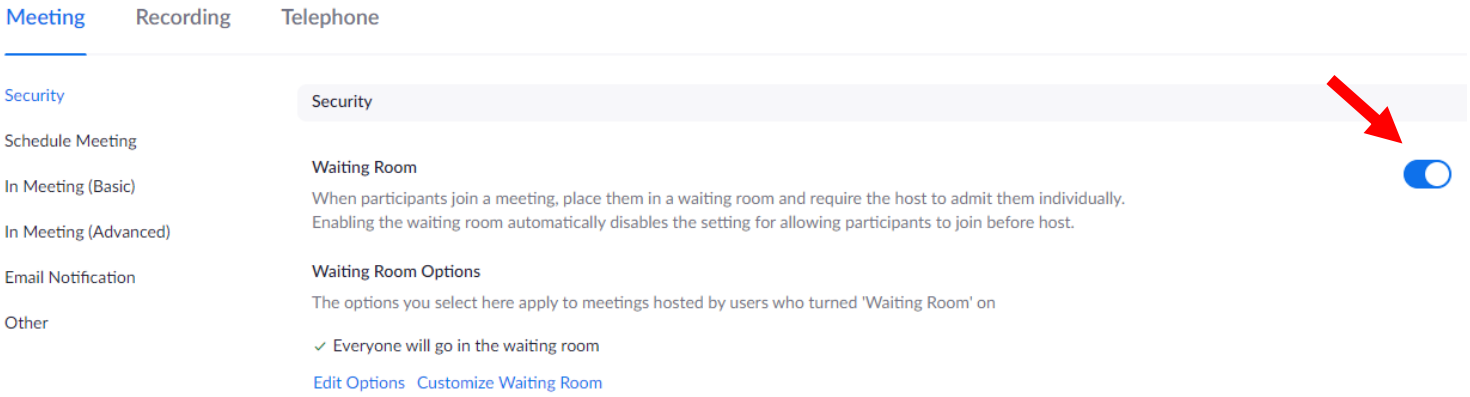 Meeting Recording Telephone
Security
Schedule Meeting
In Meeting (Basic)
In Meeting (Advanced)
Email Notification
Other
Security
Waiting Room
When participants join a meeting, place them in a waiting room and require the host to admit them individually.
Enabling the waiting room automatically disables the setting for allowing participants to join before host.
Waiting Room Options
The options you select here apply to meetings hosted by users who turned 'Waiting Room' on
✓ Everyone will go in the waiting room
Edit Options Customize Waiting Room